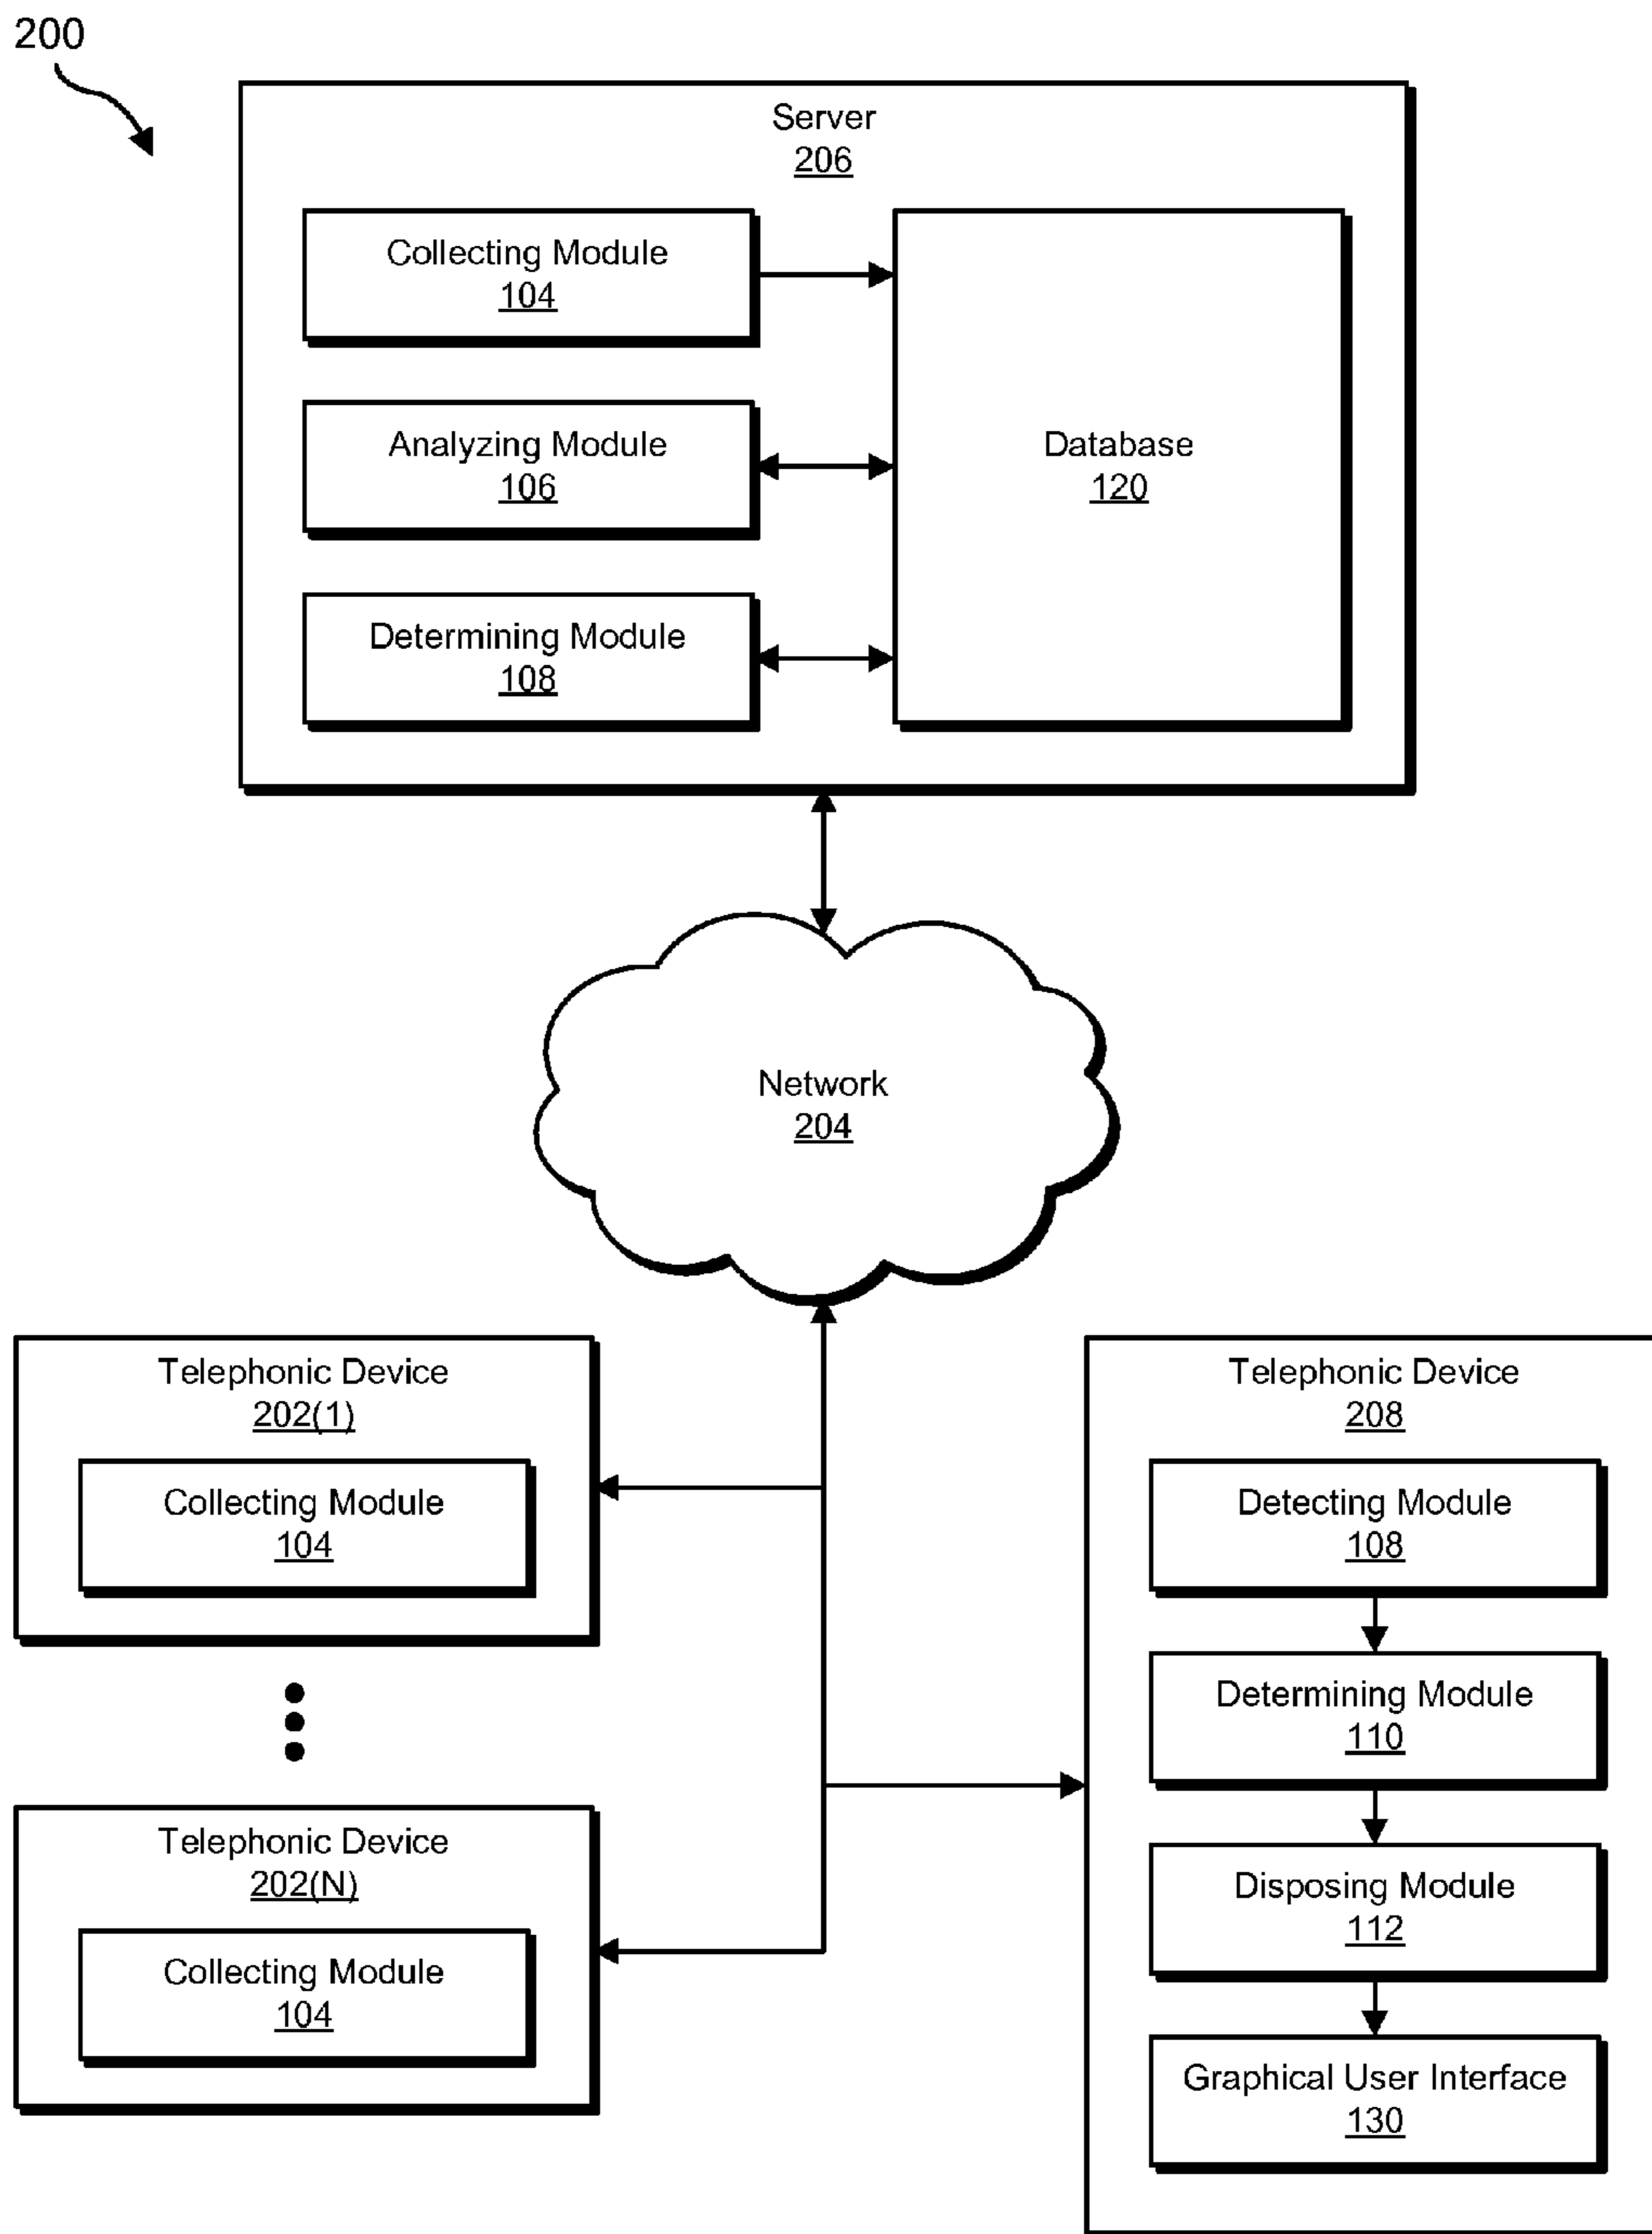 200
Server
206
Collecting Module
104
Analyzing Module
106
Determining Module
108
Database
120
Network
204
Telephonic Device
202(1)
Collecting Module
104
Telephonic Device
202(N)
Collecting Module
104
Telephonic Device
208
Detecting Module
108
Determining Module
110
Disposing Module
112
Graphical User Interface
130